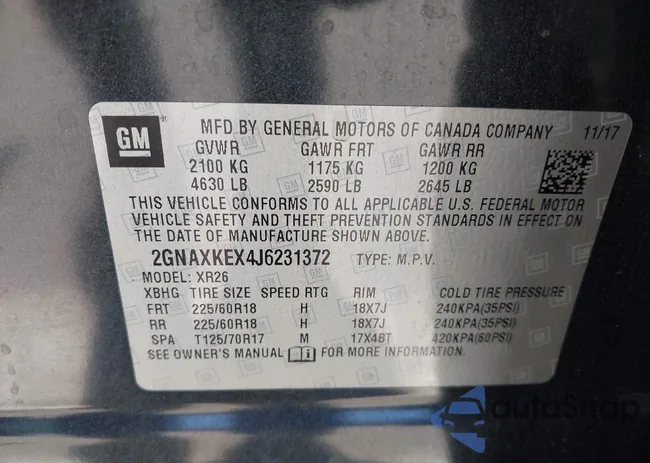 GM
MFD BY GENERAL MOTORS OF CANADA COMPANY 11/17
GVWR GAWR FRT GAWR RR
2100 KG 1175 KG 1200 KG
4630 LB 2590 LB 2645 LB
THIS VEHICLE CONFORMS TO ALL APPLICABLE U.S. FEDERAL MOTOR
VEHICLE SAFETY AND THEFT PREVENTION STANDARDS IN EFFECT ON
THE DATE OF MANUFACTURE SHOWN ABOVE.
2GNAXKEX4J6231372 TYPE: M.P.V.
MODEL: XR26
XBHG TIRE SIZE SPEED RTG RIM COLD TIRE PRESSURE
FRT 225/60R18 H 18X7J 240KPA(35PSI)
RR 225/60R18 H 18X7J 240KPA(35PSI)
SPA T125/70R17 M 17X4BT 420KPA(60PSI)
SEE OWNER'S MANUAL FOR MORE INFORMATION.
autoSnap